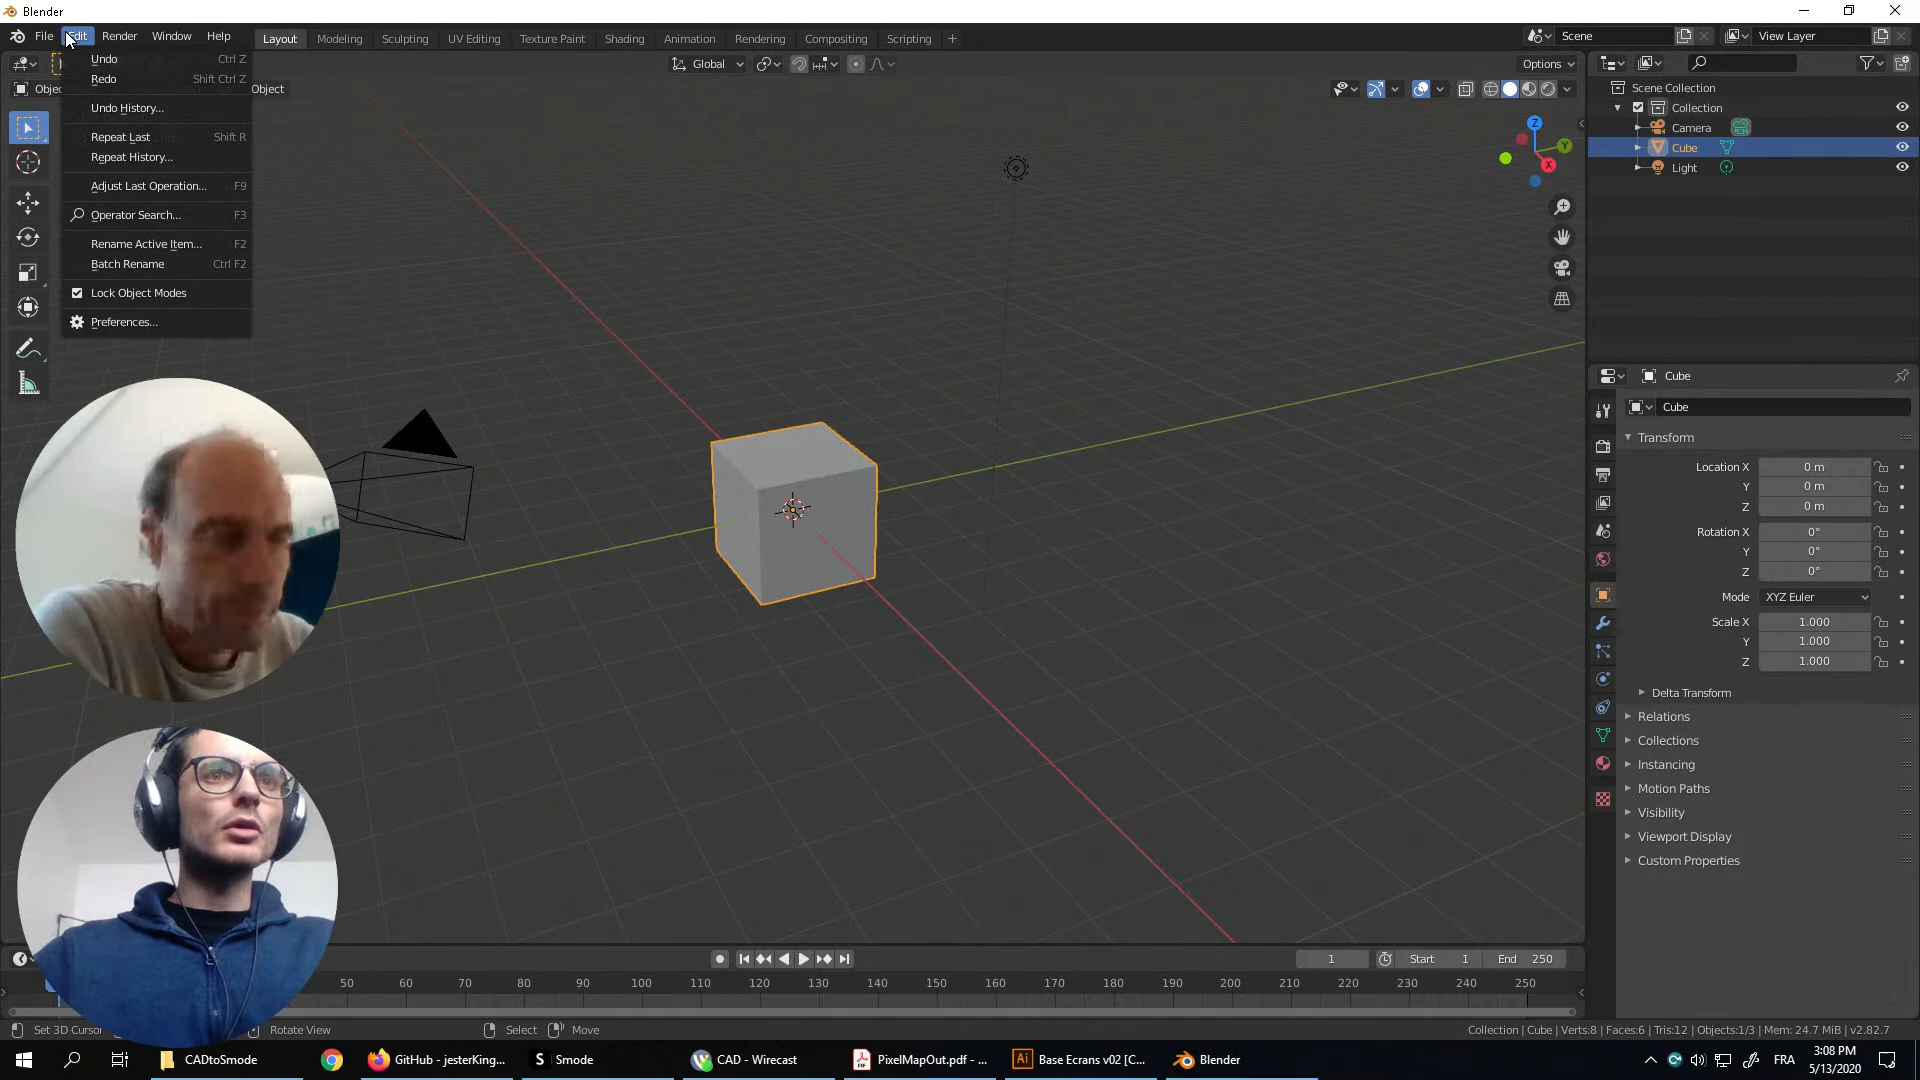 Blender
File Edit Render Window Help Layout Modeling Sculpting UV Editing Texture Paint Shading Animation Rendering Compositing Scripting + Scene View Layer
Global Options
Object
Undo Ctrl Z
Redo Shift Ctrl Z
Undo History...
Repeat Last Shift R
Repeat History...
Adjust Last Operation... F9
Operator Search... F3
Rename Active Item... F2
Batch Rename Ctrl F2
Lock Object Modes
Preferences...
Z
Y
X
Scene Collection
Collection
Camera
Cube
Light
Cube
Cube
Transform
Location X 0 m
Y 0 m
Z 0 m
Rotation X 0°
Y 0°
Z 0°
Mode XYZ Euler
Scale X 1.000
Y 1.000
Z 1.000
Delta Transform
Relations
Collections
Instancing
Motion Paths
Visibility
Viewport Display
Custom Properties
1 Start 1 End 250
50 60 70 80 90 100 110 120 130 140 150 160 170 180 190 200 210 220 230 240 250
Set 3D Cursor Rotate View Select Move Collection | Cube | Verts:8 | Faces:6 | Tris:12 | Objects:1/3 | Mem: 24.7 MiB | v2.82.7
CADtoSmode GitHub - jesterKing... Smode CAD - Wirecast PixelMapOut.pdf - ... Base Ecrans v02 [C... Blender FRA 3:08 PM
5/13/2020